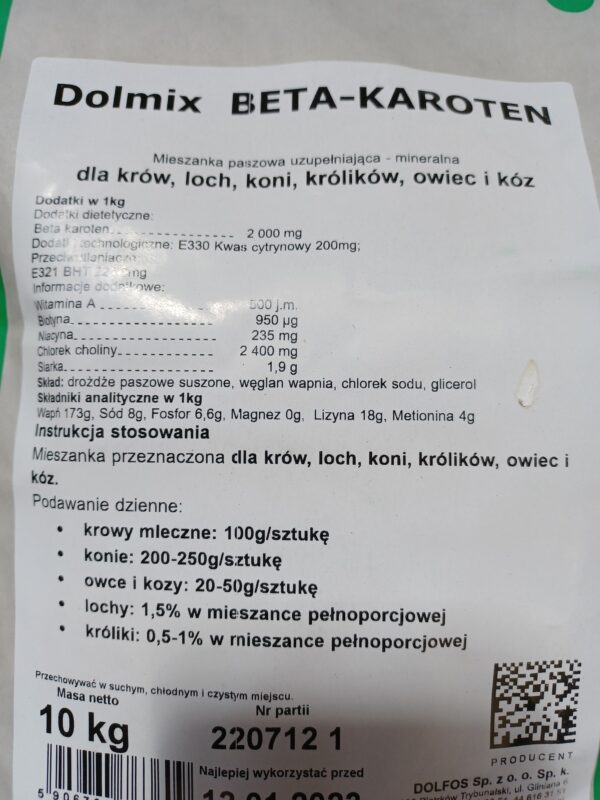 Dolmix BETA-KAROTEN
Mieszanka paszowa uzupełniająca - mineralna
dla krów, loch, koni, królików, owiec i kóz
Dodatki w 1kg
Dodatki dietetyczne:
Beta karoten 2 000 mg
technologiczne: E330 Kwas cytrynowy 200mg;
E321 BHT
Informacje dodatkowe:
Witamina A 500 j.m.
Biotyna 950 µg
Niacyna 235 mg
Chlorek choliny 2 400 mg
Siarka 1,9 g
Skład: drożdże paszowe suszone, węglan wapnia, chlorek sodu, glicerol
Składniki analityczne w 1kg
Wapń 173g, Sód 8g, Fosfor 6,6g, Magnez 0g, Lizyna 18g, Metionina 4g
Instrukcja stosowania
Mieszanka przeznaczona dla krów, loch, koni, królików, owiec i
kóz.
Podawanie dzienne:
• krowy mleczne: 100g/sztukę
• konie: 200-250g/sztukę
• owce i kozy: 20-50g/sztukę
• lochy: 1,5% w mieszance pełnoporcjowej
• króliki: 0,5-1% w mieszance pełnoporcjowej
Przechowywać w suchym, chłodnym i czystym miejscu.
Masa netto
10 kg
Nr partii
220712 1
Najlepiej wykorzystać przed
PRODUCENT
DOLFOS Sp. z o. o. Sp. k.
Trybunalski, ul.